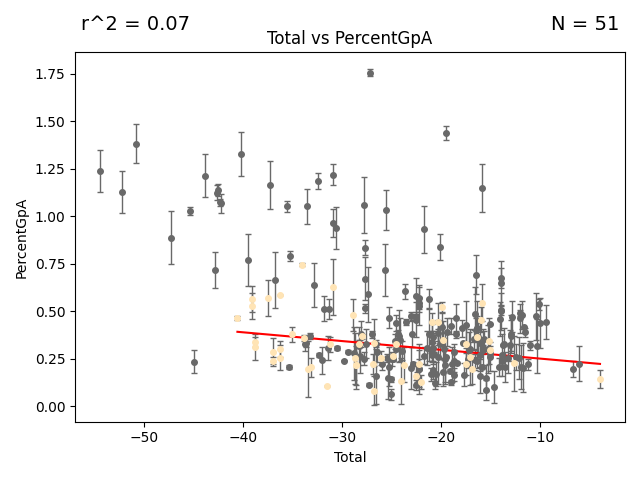 r^2 = 0.07
N = 51
Total vs PercentGpA
1.75
1.50
1.25
1.00
0.75
0.50
0.25
0.00
PercentGpA
−50
−40
−30
−20
−10
Total